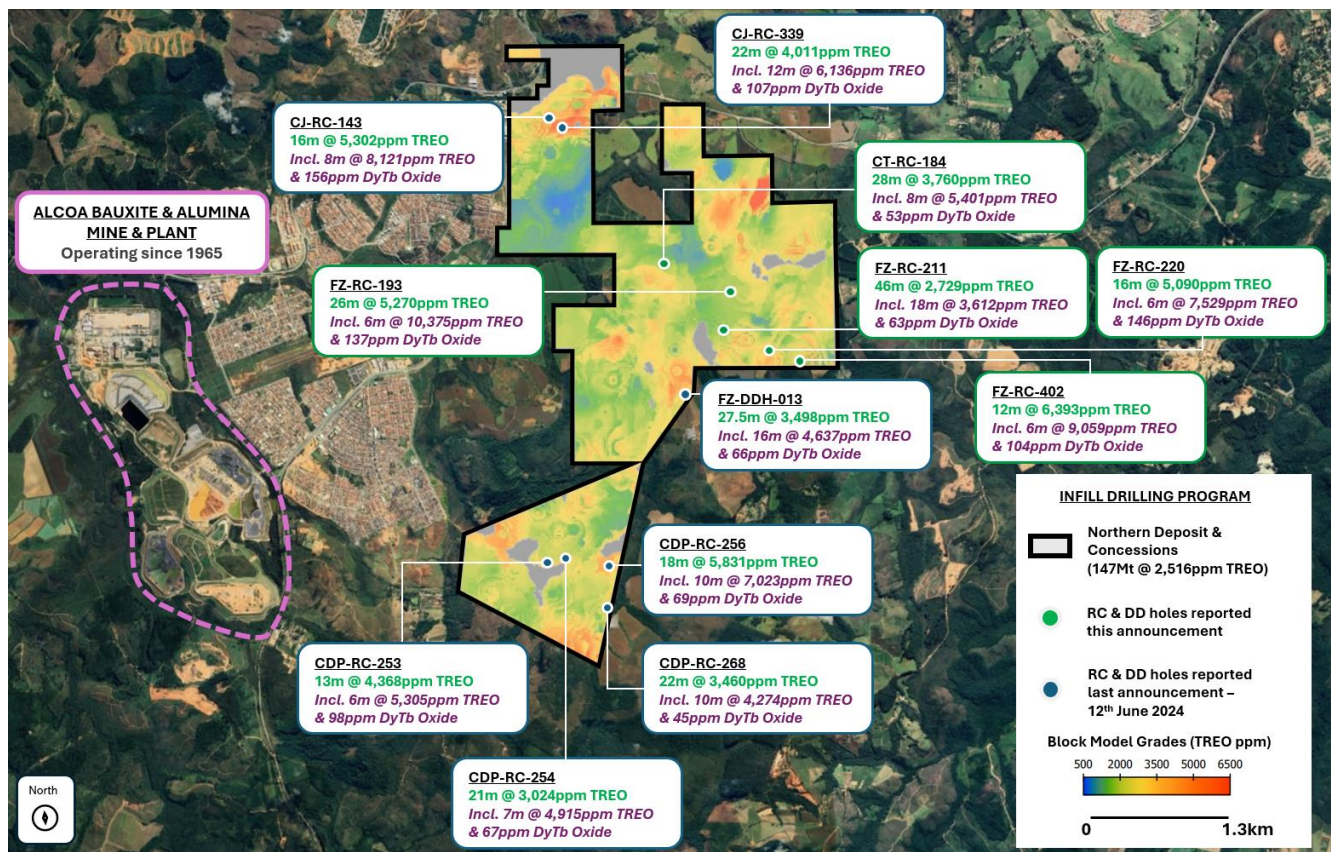 CJ-RC-339
22m @ 4,011ppm TREO
Incl. 12m @ 6,136ppm TREO
& 107ppm DyTb Oxide
CJ-RC-143
16m @ 5,302ppm TREO
Incl. 8m @ 8,121ppm TREO
& 156ppm DyTb Oxide
CT-RC-184
28m @ 3,760ppm TREO
Incl. 8m @ 5,401ppm TREO
& 53ppm DyTb Oxide
ALCOA BAUXITE & ALUMINA
MINE & PLANT
Operating since 1965
FZ-RC-193
26m @ 5,270ppm TREO
Incl. 6m @ 10,375ppm TREO
& 137ppm DyTb Oxide
FZ-RC-211
46m @ 2,729ppm TREO
Incl. 18m @ 3,612ppm TREO
& 63ppm DyTb Oxide
FZ-RC-220
16m @ 5,090ppm TREO
Incl. 6m @ 7,529ppm TREO
& 146ppm DyTb Oxide
FZ-DDH-013
27.5m @ 3,498ppm TREO
Incl. 16m @ 4,637ppm TREO
& 66ppm DyTb Oxide
FZ-RC-402
12m @ 6,393ppm TREO
Incl. 6m @ 9,059ppm TREO
& 104ppm DyTb Oxide
CDP-RC-256
18m @ 5,831ppm TREO
Incl. 10m @ 7,023ppm TREO
& 69ppm DyTb Oxide
CDP-RC-253
13m @ 4,368ppm TREO
Incl. 6m @ 5,305ppm TREO
& 98ppm DyTb Oxide
CDP-RC-268
22m @ 3,460ppm TREO
Incl. 10m @ 4,274ppm TREO
& 45ppm DyTb Oxide
CDP-RC-254
21m @ 3,024ppm TREO
Incl. 7m @ 4,915ppm TREO
& 67ppm DyTb Oxide
INFILL DRILLING PROGRAM
Northern Deposit &
Concessions
(147Mt @ 2,516ppm TREO)
RC & DD holes reported
this announcement
RC & DD holes reported
last announcement –
12th June 2024
Block Model Grades (TREO ppm)
500 2000 3500 5000 6500
0 1.3km
North